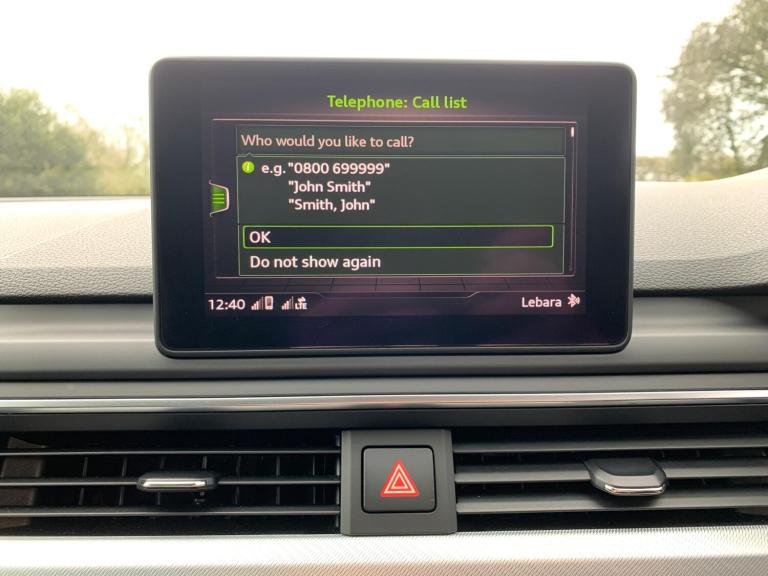 Telephone: Call list
Who would you like to call?
e.g. "0800 699999"
"John Smith"
"Smith, John"
OK
Do not show again
12:40 LTE Lebara